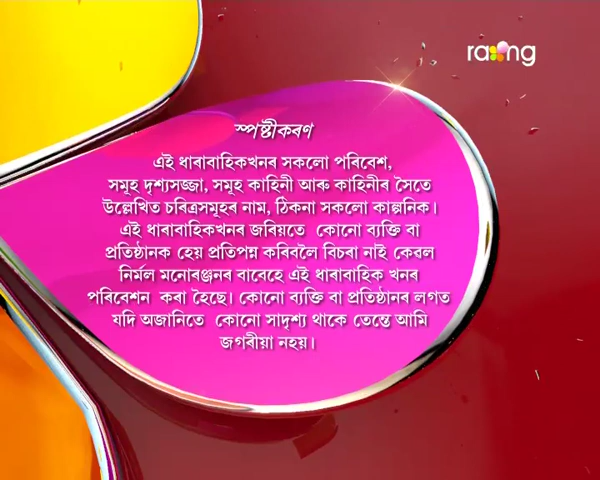 rang
স্পষ্টীকৰণ
এই ধাৰাবাহিকখনৰ সকলো পৰিবেশ,
সমূহ দৃশ্যসজ্জা, সমূহ কাহিনী আৰু কাহিনীৰ সৈতে
উল্লেখিত চৰিত্ৰসমূহৰ নাম, ঠিকনা সকলো কাল্পনিক।
এই ধাৰাবাহিকখনৰ জৰিয়তে কোনো ব্যক্তি বা
প্ৰতিষ্ঠানক হেয় প্ৰতিপন্ন কৰিবলৈ বিচৰা নাই কেৱল
নিৰ্মল মনোৰঞ্জনৰ বাবেহে এই ধাৰাবাহিক খনৰ
পৰিবেশন কৰা হৈছে। কোনো ব্যক্তি বা প্ৰতিষ্ঠানৰ লগত
যদি অজানিতে কোনো সাদৃশ্য থাকে তেন্তে আমি
জগৰীয়া নহয়।